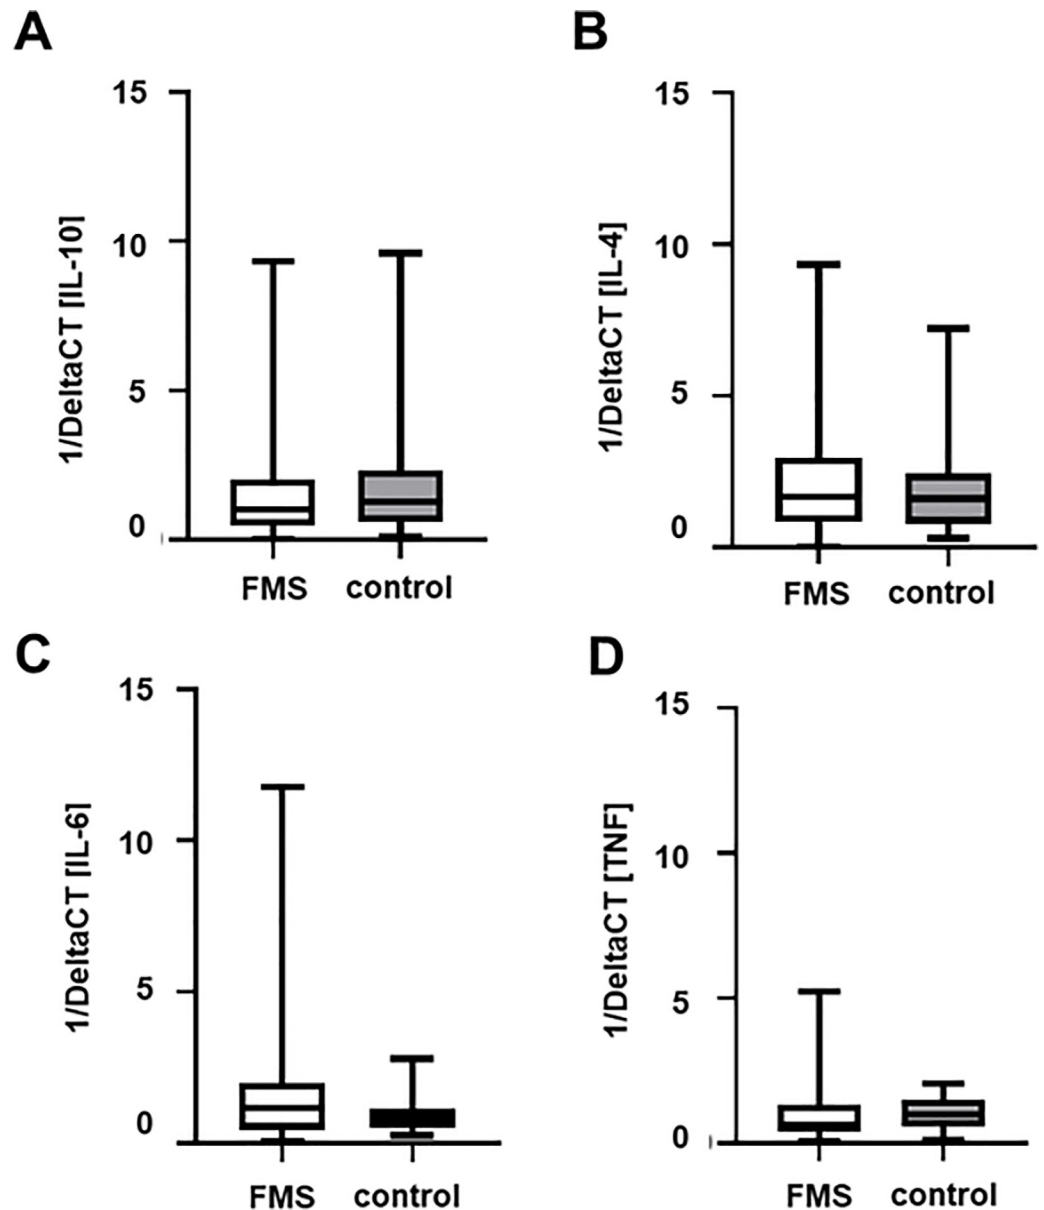 A
1/DeltaCT [IL-10]
15
10
5
0
FMS control
B
1/DeltaCT [IL-4]
15
10
5
0
FMS control
C
1/DeltaCT [IL-6]
15
10
5
0
FMS control
D
1/DeltaCT [TNF]
15
10
5
0
FMS control